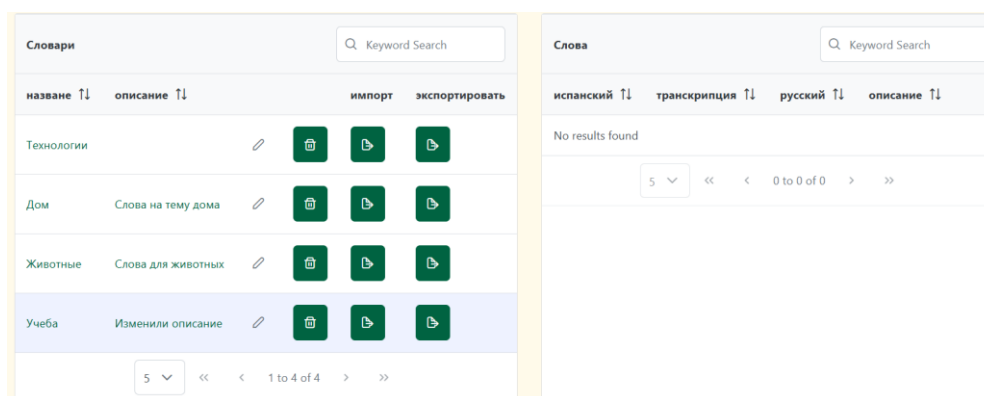 Словари
Keyword Search
назване описание импорт экспортировать
Технологии
Дом Слова на тему дома
Животные Слова для животных
Учеба Изменили описание
5 1 to 4 of 4
Слова
Keyword Search
испанский транскрипция русский описание
No results found
5 0 to 0 of 0